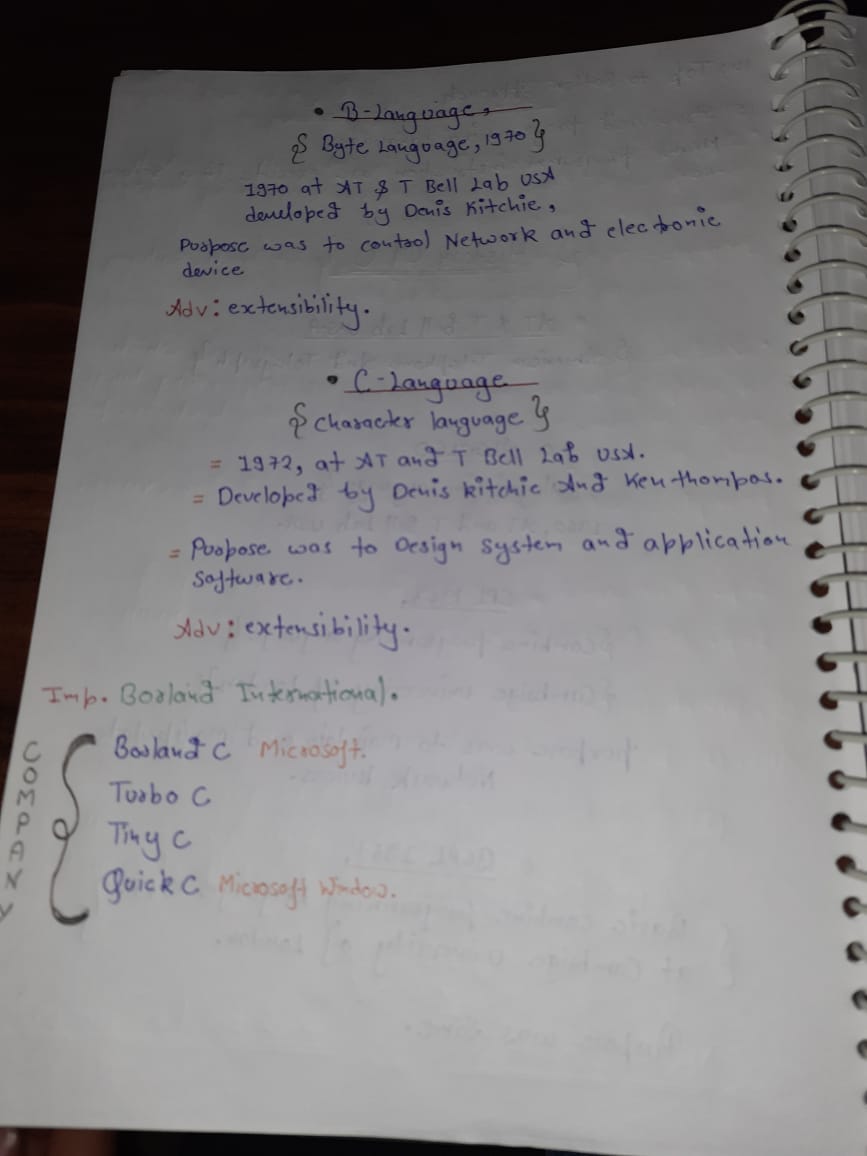 • B-Language,
{ Byte Language, 1970 }
1970 at AT & T Bell Lab USA
developed by Denis Kitchie,
Purpose was to control Network and electronic
device
Adv: extensibility.
• C-Language
{ Character language }
= 1972, at AT and T Bell Lab USA.
= Developed by Denis kitchie And Ken thompas.
= Purpose was to Design system and application
software.
Adv: extensibility.
Imp. Borland International.
COMPANY
Borland C Microsoft.
Turbo C
Tiny C
Quick C Microsoft Window.